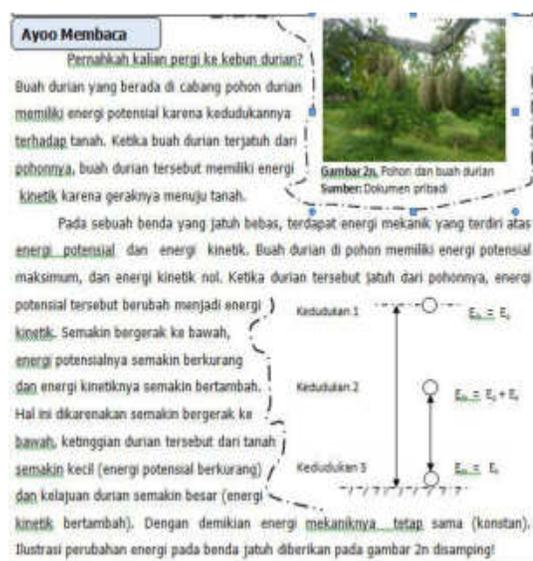 Ayoo Membaca
Pernahkah kalian pergi ke kebun durian?
Buah durian yang berada di cabang pohon durian
memiliki energi potensial karena kedudukannya
terhadap tanah. Ketika buah durian terjatuh dari
pohonnya, buah durian tersebut memiliki energi
kinetik karena geraknya menuju tanah.
Gambar 2n. Pohon dan buah durian
Sumber: Dokumen pribadi
Pada sebuah benda yang jatuh bebas, terdapat energi mekanik yang terdiri atas
energi potensial dan energi kinetik. Buah durian di pohon memiliki energi potensial
maksimum, dan energi kinetik nol. Ketika durian tersebut jatuh dari pohonnya, energi
potensial tersebut berubah menjadi energi
kinetik. Semakin bergerak ke bawah,
energi potensialnya semakin berkurang
dan energi kinetiknya semakin bertambah.
Hal ini dikarenakan semakin bergerak ke
bawah, ketinggian durian tersebut dari tanah
semakin kecil (energi potensial berkurang)
dan kelajuan durian semakin besar (energi
Kedudukan 1
Kedudukan 2
Kedudukan 3
kinetik bertambah). Dengan demikian energi mekaniknya tetap sama (konstan).
Ilustrasi perubahan energi pada benda jatuh diberikan pada gambar 2n disamping!